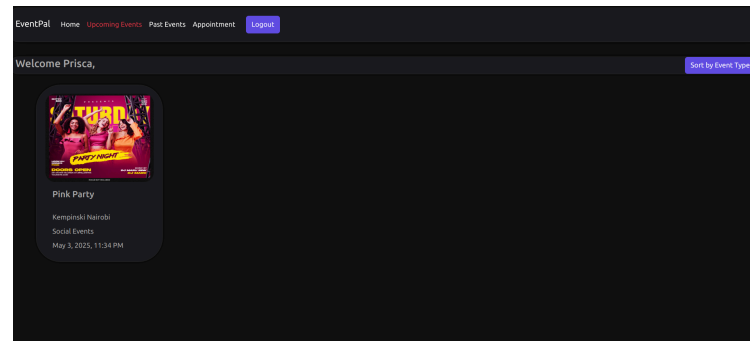 EventPal Home Upcoming Events Past Events Appointment Logout
Welcome Prisca,
Sort by Event Type
PARTY NIGHT
DOORS OPEN
Pink Party
Kempinski Nairobi
Social Events
May 3, 2025, 11:34 PM